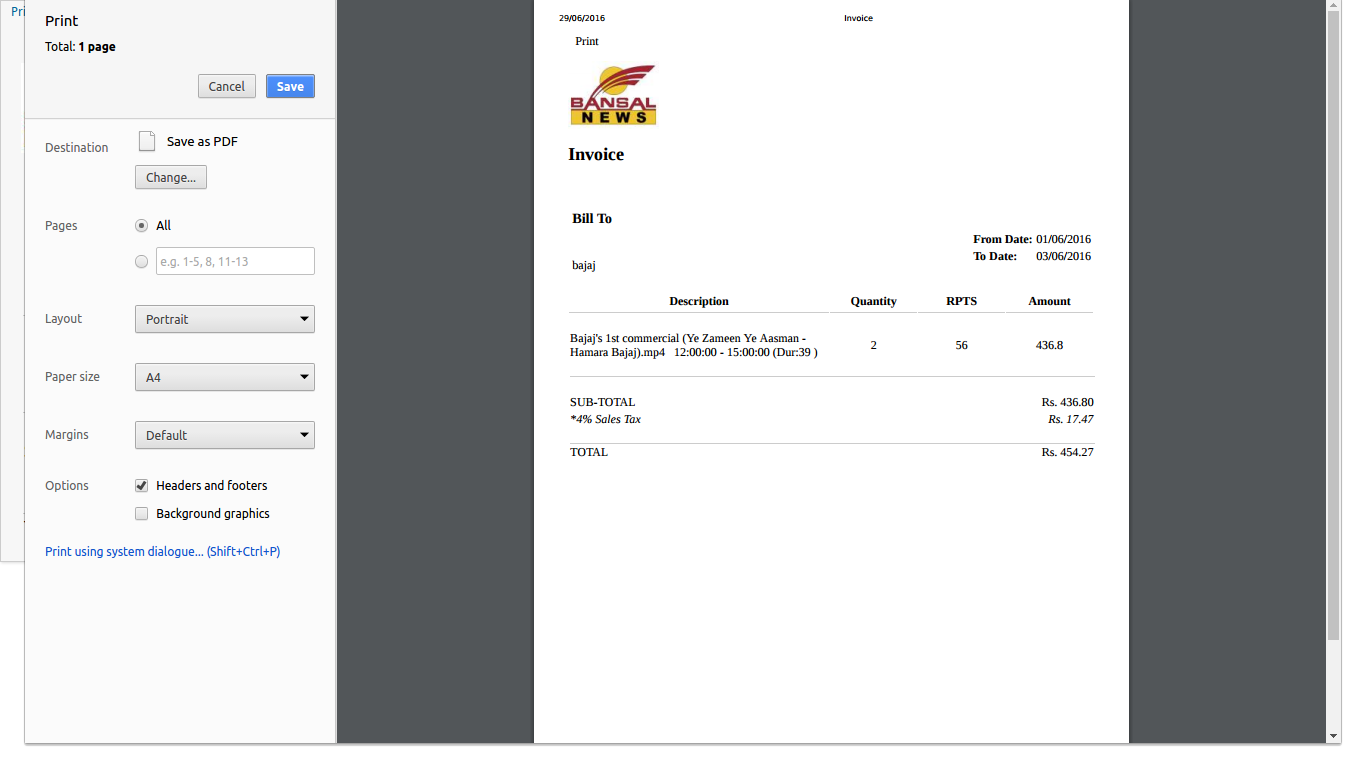 Pri
Print
Total: 1 page
Cancel
Save
Destination
Save as PDF
Change...
Pages
All
e.g. 1-5, 8, 11-13
Layout
Portrait
Paper size
A4
Margins
Default
Options
Headers and footers
Background graphics
Print using system dialogue... (Shift+Ctrl+P)
29/06/2016 Invoice
Print
BANSAL
NEWS
Invoice
Bill To
From Date: 01/06/2016
To Date: 03/06/2016
bajaj
Description Quantity RPTS Amount
Bajaj's 1st commercial (Ye Zameen Ye Aasman -
Hamara Bajaj).mp4 12:00:00 - 15:00:00 (Dur:39 ) 2 56 436.8
SUB-TOTAL Rs. 436.80
*4% Sales Tax Rs. 17.47
TOTAL Rs. 454.27